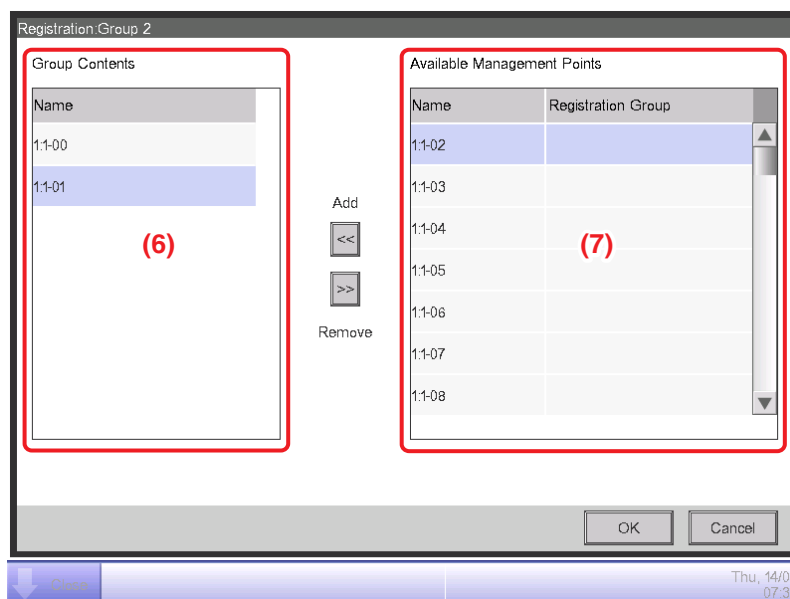 Registration:Group 2
Group Contents
Name
1:1-00
1:1-01
(6)
Add
<<
>>
Remove
Available Management Points
Name Registration Group
1:1-02
1:1-03
1:1-04
1:1-05
1:1-06
1:1-07
1:1-08
(7)
OK Cancel
Thu, 14/0
07:3